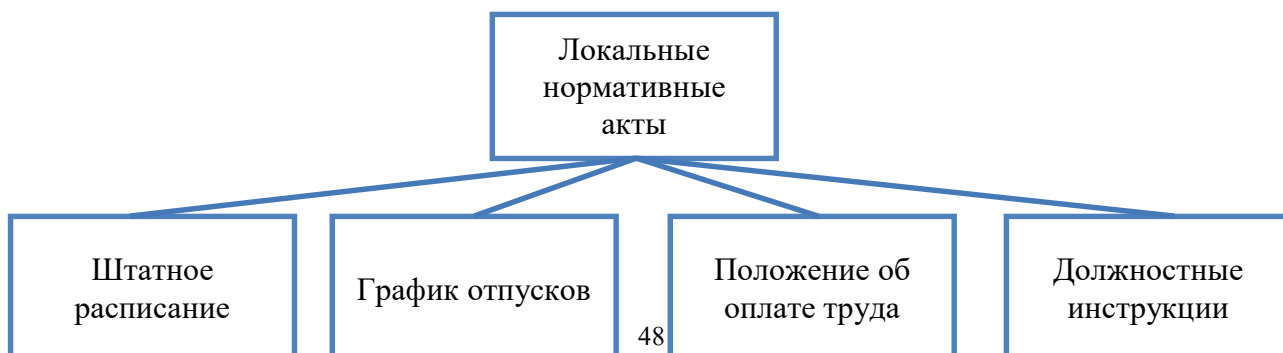 Локальные
нормативные
акты
Штатное
расписание
График отпусков
Положение об
оплате труда
Должностные
инструкции
48